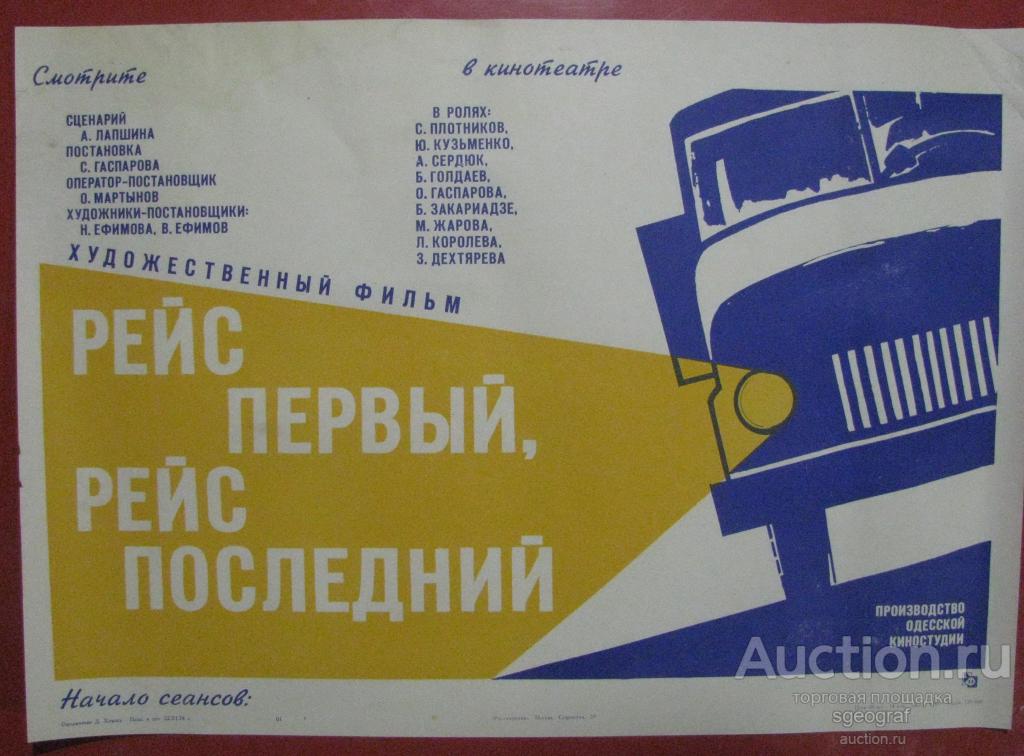 Смотрите
в кинотеатре
СЦЕНАРИЙ
А. ЛАПШИНА
ПОСТАНОВКА
С. ГАСПАРОВА
ОПЕРАТОР-ПОСТАНОВЩИК
О. МАРТЫНОВ
ХУДОЖНИКИ-ПОСТАНОВЩИКИ:
Н. ЕФИМОВА, В. ЕФИМОВ
В РОЛЯХ:
С. ПЛОТНИКОВ,
Ю. КУЗЬМЕНКО,
А. СЕРДЮК,
Б. ГОЛДАЕВ,
О. ГАСПАРОВА,
Б. ЗАКАРИАДЗЕ,
М. ЖАРОВА,
Л. КОРОЛЕВА,
З. ДЕХТЯРЕВА
ХУДОЖЕСТВЕННЫЙ ФИЛЬМ
РЕЙС
ПЕРВЫЙ,
РЕЙС
ПОСЛЕДНИЙ
ПРОИЗВОДСТВО
ОДЕССКОЙ
КИНОСТУДИИ
Начало сеансов:
Auction.ru
торговая площадка
sgeograf
auction.ru